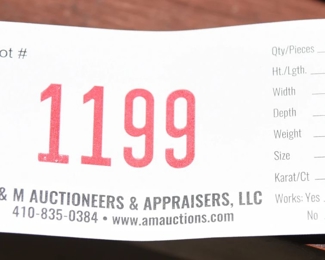 ot #
1199
& M AUCTIONEERS & APPRAISERS, LLC
410-835-0384 • www.amauctions.com
Qty/Pieces
Ht./Lgth.
Width
Depth
Weight
Size
Karat/Ct
Works: Yes
No